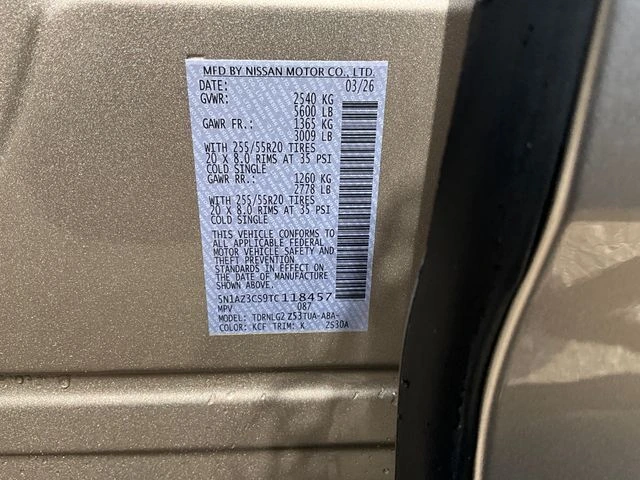 MFD BY NISSAN MOTOR CO., LTD.
DATE: 03/26
GVWR: 2540 KG
5600 LB
GAWR FR.: 1365 KG
3009 LB
WITH 255/55R20 TIRES
20 X 8.0 RIMS AT 35 PSI
COLD SINGLE
GAWR RR.: 1260 KG
2778 LB
WITH 255/55R20 TIRES
20 X 8.0 RIMS AT 35 PSI
COLD SINGLE
THIS VEHICLE CONFORMS TO
ALL APPLICABLE FEDERAL
MOTOR VEHICLE SAFETY AND
THEFT PREVENTION
STANDARDS IN EFFECT ON
THE DATE OF MANUFACTURE
SHOWN ABOVE.
5N1AZ3CS9TC118457
MPV 087
MODEL: TDRNLG2 Z53TUA-ABA-
COLOR: KCF TRIM: K ZS30A